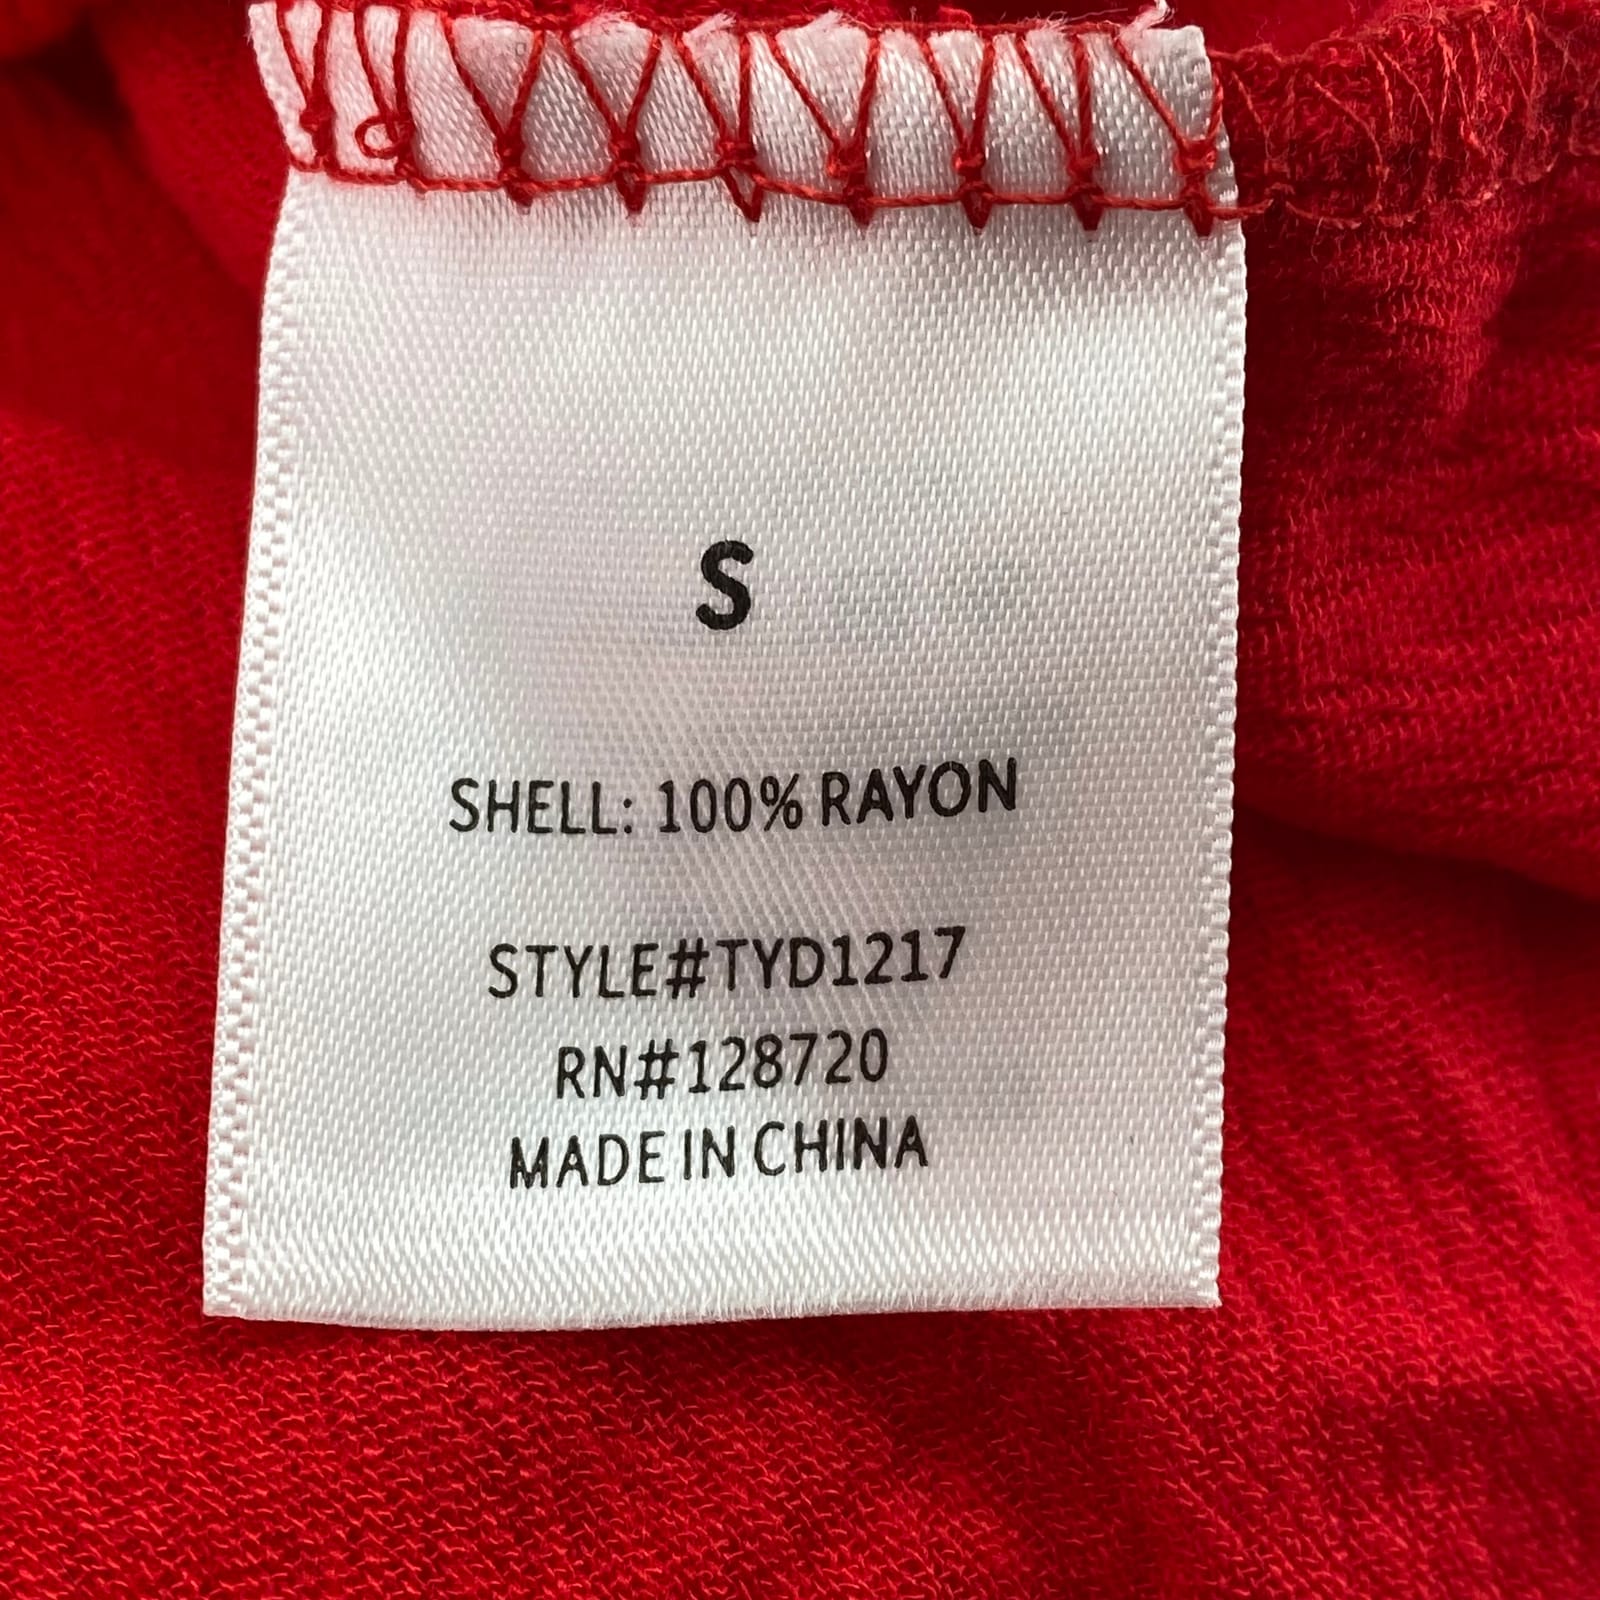 S
SHELL: 100% RAYON
STYLE#TYD1217
RN#128720
MADE IN CHINA